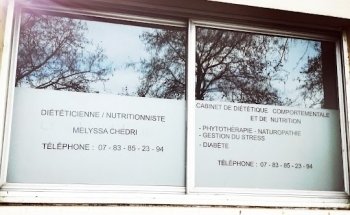 DIÉTÉTICIENNE / NUTRITIONNISTE
MELYSSA CHEDRI
TÉLÉPHONE : 07 - 83 - 85 - 23 - 94
CABINET DE DIÉTÉTIQUE COMPORTEMENTALE
ET DE NUTRITION
- PHYTOTHERAPIE - NATUROPATHIE
- GESTION DU STRESS
- DIABÈTE
TÉLÉPHONE : 07 - 83 - 85 - 23 - 94